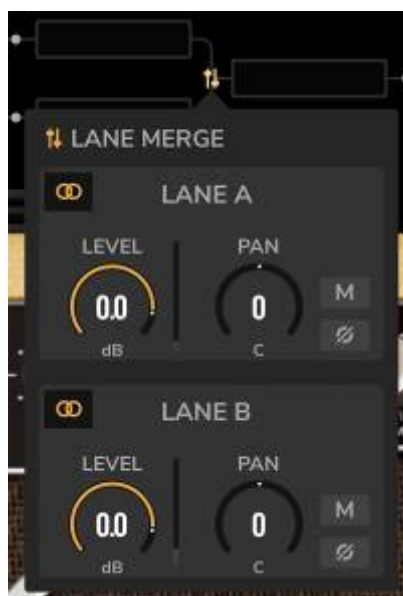 LANE MERGE
LANE A
LEVEL PAN
0.0 0 M
dB C
LANE B
LEVEL PAN
0.0 0 M
dB C